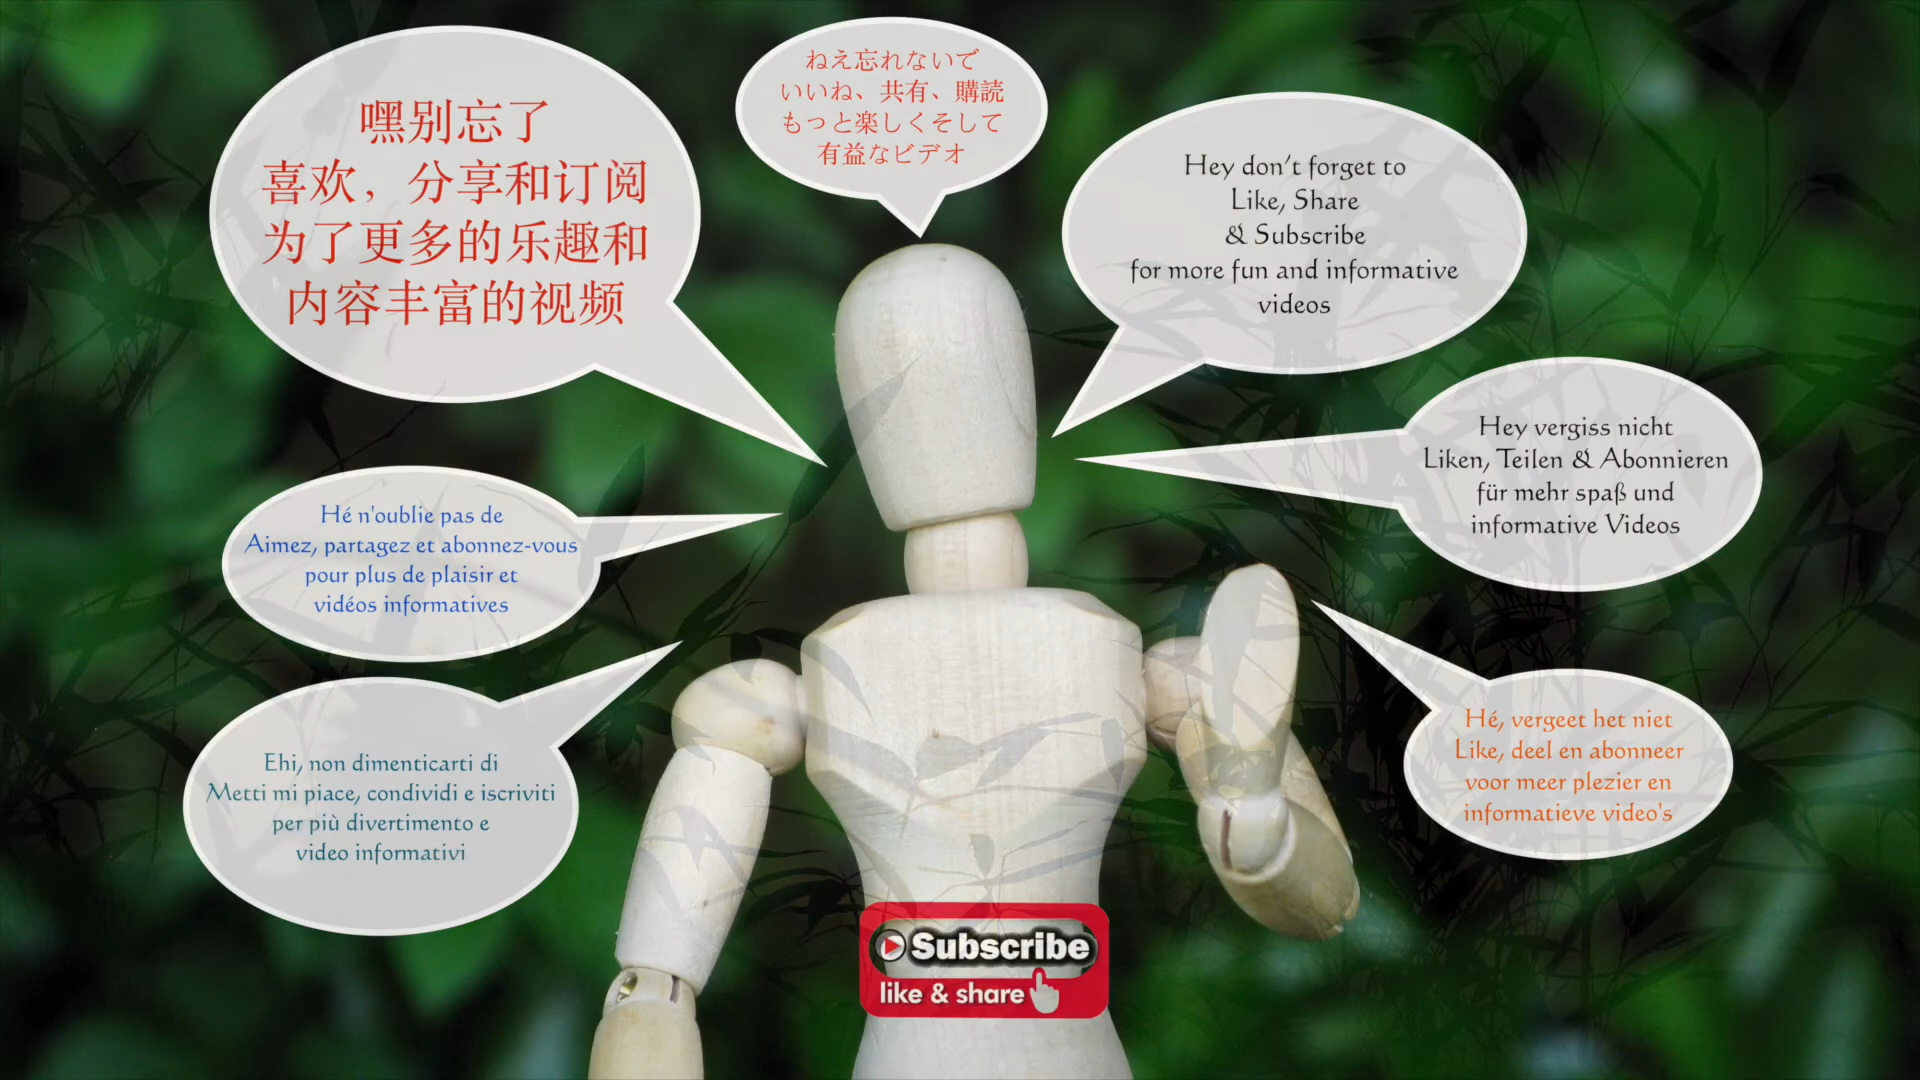 嘿别忘了
喜欢，分享和订阅
为了更多的乐趣和
内容丰富的视频
ねえ忘れないで
いいね、共有、購読
もっと楽しくそして
有益なビデオ
Hey don't forget to
Like, Share
& Subscribe
for more fun and informative
videos
Hey vergiss nicht
Liken, Teilen & Abonnieren
für mehr spaß und
informative Videos
Hé n'oublie pas de
Aimez, partagez et abonnez-vous
pour plus de plaisir et
vidéos informatives
Ehi, non dimenticarti di
Metti mi piace, condividi e iscriviti
per più divertimento e
video informativi
Hé, vergeet het niet
Like, deel en abonneer
voor meer plezier en
informatieve video's
Subscribe
like & share